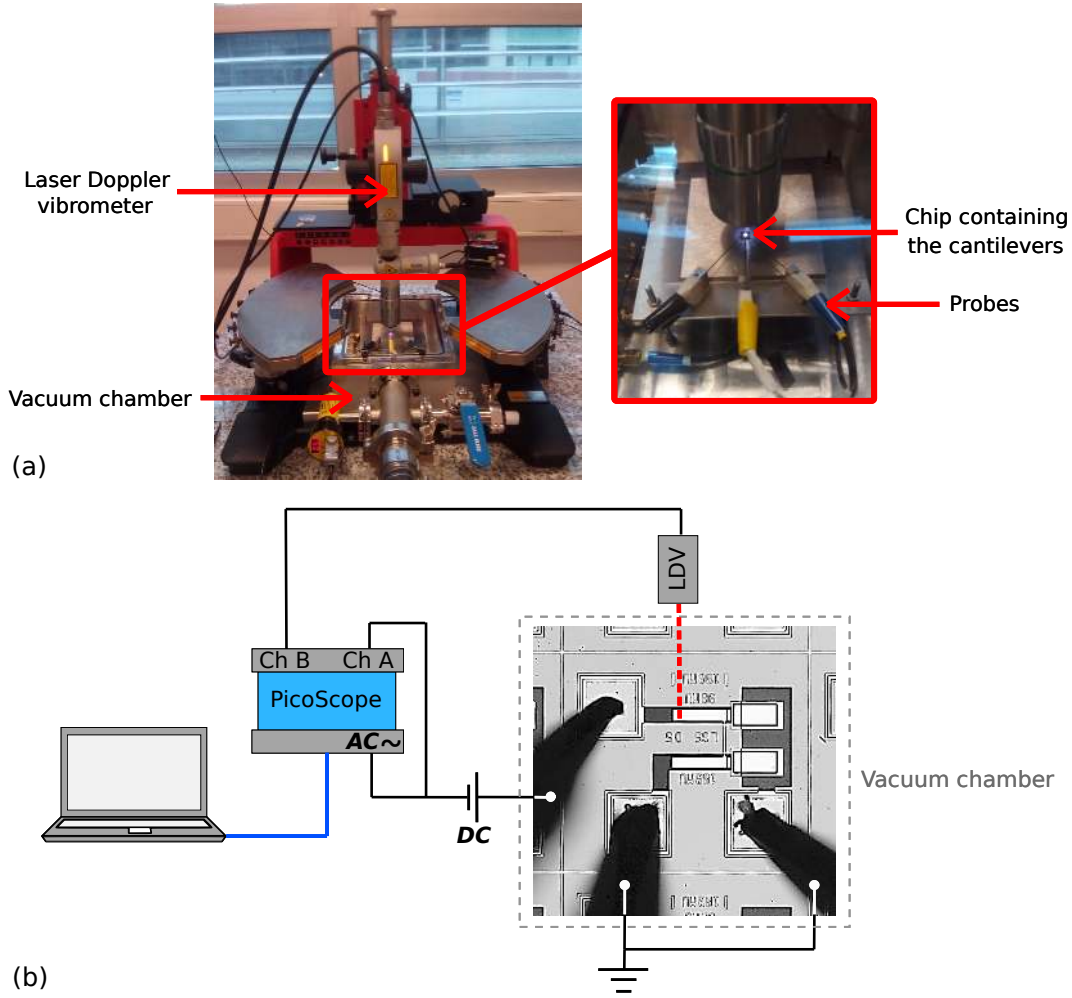 Laser Doppler
vibrometer
Chip containing
the cantilevers
Probes
Vacuum chamber
(a)
LDV
Ch B Ch A
PicoScope
AC~
DC
Vacuum chamber
(b)